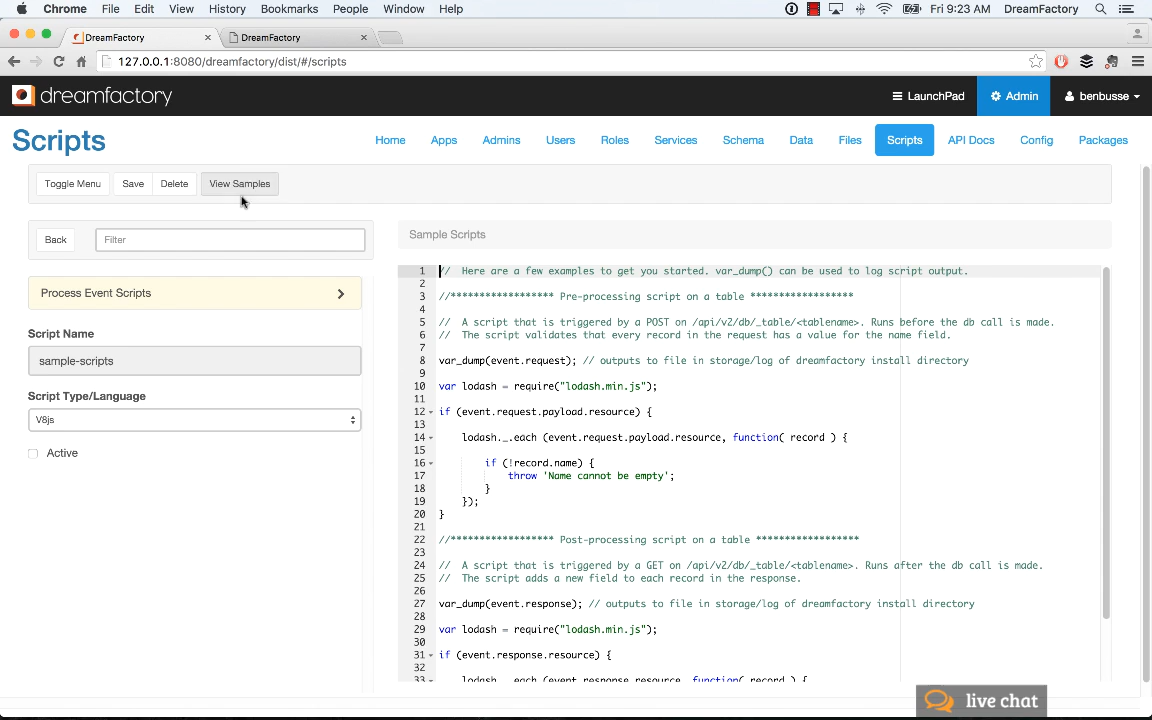 Chrome File Edit View History Bookmarks People Window Help Fri 9:23 AM DreamFactory
DreamFactory DreamFactory
127.0.0.1:8080/dreamfactory/dist/#/scripts
dreamfactory LaunchPad Admin benbusse
Scripts Home Apps Admins Users Roles Services Schema Data Files Scripts API Docs Config Packages
Toggle Menu Save Delete View Samples
Back Filter
Process Event Scripts
Script Name
sample-scripts
Script Type/Language
V8js
Active
Sample Scripts
1 // Here are a few examples to get you started. var_dump() can be used to log script output.
2
3 //****************** Pre-processing script on a table ******************
4
5 // A script that is triggered by a POST on /api/v2/db/_table/<tablename>. Runs before the db call is made.
6 // The script validates that every record in the request has a value for the name field.
7
8 var_dump(event.request); // outputs to file in storage/log of dreamfactory install directory
9
10 var lodash = require("lodash.min.js");
11
12 if (event.request.payload.resource) {
13
14 lodash._.each (event.request.payload.resource, function( record ) {
15
16 if (!record.name) {
17 throw 'Name cannot be empty';
18 }
19 });
20 }
21
22 //****************** Post-processing script on a table ******************
23
24 // A script that is triggered by a GET on /api/v2/db/_table/<tablename>. Runs after the db call is made.
25 // The script adds a new field to each record in the response.
26
27 var_dump(event.response); // outputs to file in storage/log of dreamfactory install directory
28
29 var lodash = require("lodash.min.js");
30
31 if (event.response.resource) {
32
33 lodash._.each (event.response.resource, function( record ) {
live chat